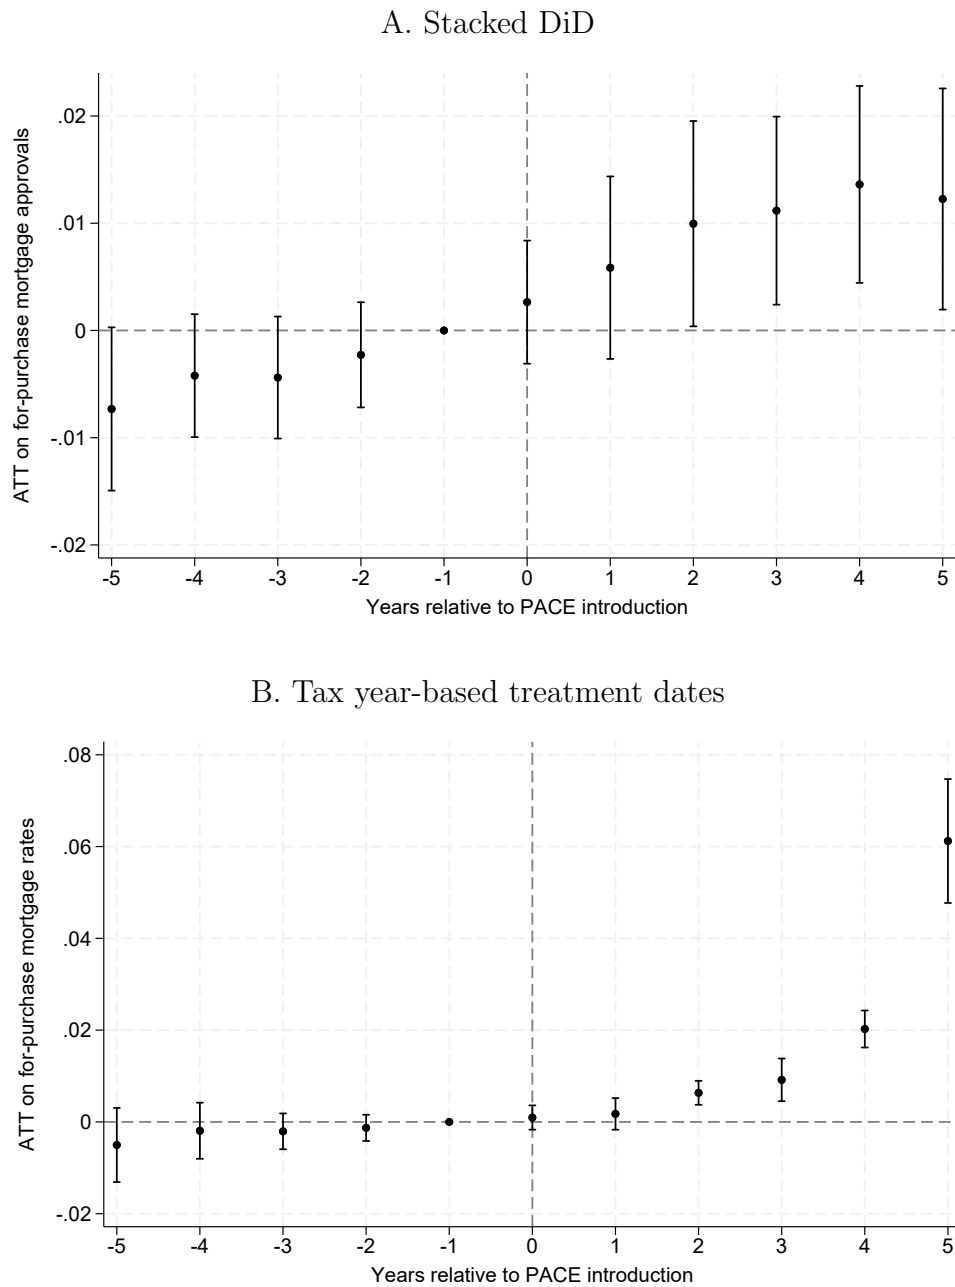 A. Stacked DiD
ATT on for-purchase mortgage approvals
.02
.01
0
-.01
-.02
-5 -4 -3 -2 -1 0 1 2 3 4 5
Years relative to PACE introduction
B. Tax year-based treatment dates
ATT on for-purchase mortgage rates
.08
.06
.04
.02
0
-.02
-5 -4 -3 -2 -1 0 1 2 3 4 5
Years relative to PACE introduction